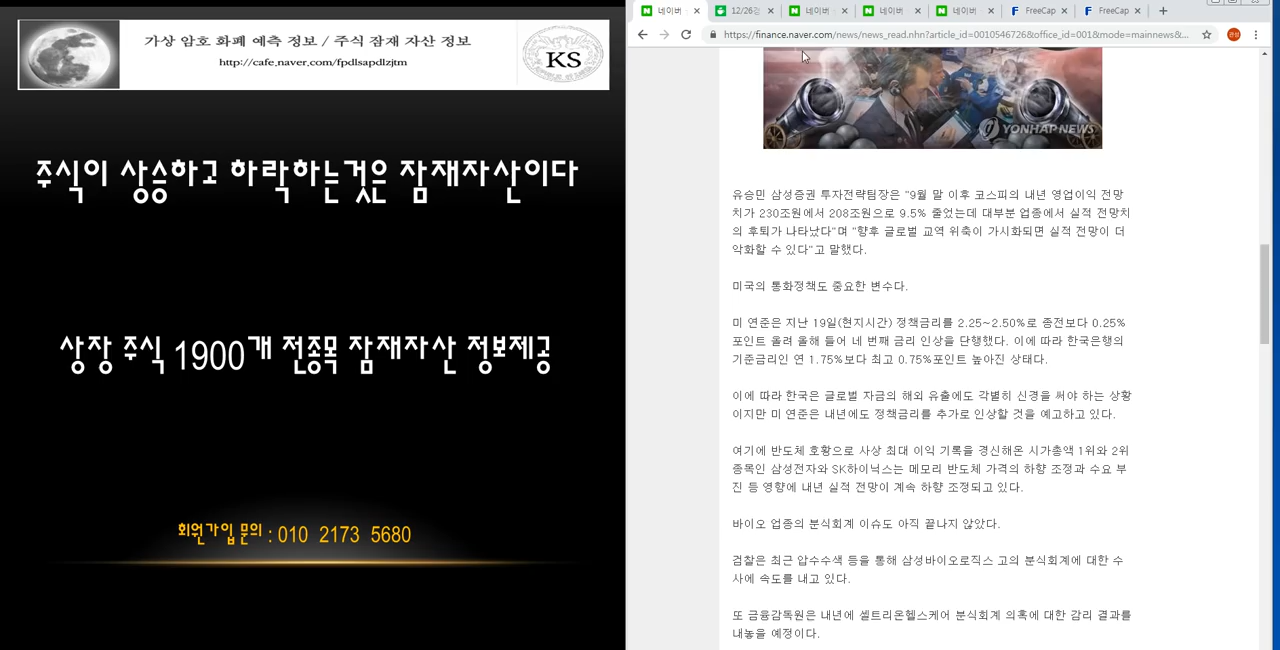 가상 암호 화폐 예측 정보 / 주식 잠재 자산 정보
http://cafe.naver.com/fpdlsapdlzjtm
KS
주식이 상승하고 하락하는것은 잠재자산이다
상장 주식 1900개 전종목 잠재자산 정보제공
회원가입 문의 : 010 2173 5680
네이버
12/26
네이버
네이버
네이버
FreeCap
FreeCap
https://finance.naver.com/news/news_read.nhn?article_id=0010546726&office_id=001&mode=mainnews&...
YONHAP NEWS
유승민 삼성증권 투자전략팀장은 "9월 말 이후 코스피의 내년 영업이익 전망
치가 230조원에서 208조원으로 9.5% 줄었는데 대부분 업종에서 실적 전망치
의 후퇴가 나타났다"며 "향후 글로벌 교역 위축이 가시화되면 실적 전망이 더
악화할 수 있다"고 말했다.
미국의 통화정책도 중요한 변수다.
미 연준은 지난 19일(현지시간) 정책금리를 2.25~2.50%로 종전보다 0.25%
포인트 올려 올해 들어 네 번째 금리 인상을 단행했다. 이에 따라 한국은행의
기준금리인 연 1.75%보다 최고 0.75%포인트 높아진 상태다.
이에 따라 한국은 글로벌 자금의 해외 유출에도 각별히 신경을 써야 하는 상황
이지만 미 연준은 내년에도 정책금리를 추가로 인상할 것을 예고하고 있다.
여기에 반도체 호황으로 사상 최대 이익 기록을 경신해온 시가총액 1위와 2위
종목인 삼성전자와 SK하이닉스는 메모리 반도체 가격의 하향 조정과 수요 부
진 등 영향에 내년 실적 전망이 계속 하향 조정되고 있다.
바이오 업종의 분식회계 이슈도 아직 끝나지 않았다.
검찰은 최근 압수수색 등을 통해 삼성바이오로직스 고의 분식회계에 대한 수
사에 속도를 내고 있다.
또 금융감독원은 내년에 셀트리온헬스케어 분식회계 의혹에 대한 감리 결과를
내놓을 예정이다.